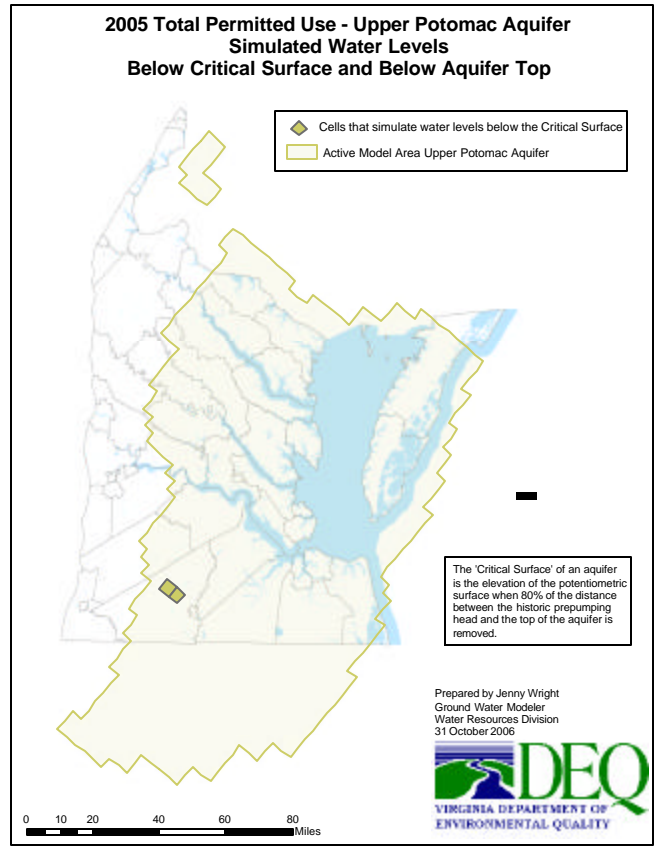 2005 Total Permitted Use - Upper Potomac Aquifer
Simulated Water Levels
Below Critical Surface and Below Aquifer Top
Cells that simulate water levels below the Critical Surface
Active Model Area Upper Potomac Aquifer
The 'Critical Surface' of an aquifer
is the elevation of the potentiometric
surface when 80% of the distance
between the historic prepumping
head and the top of the aquifer is
removed.
Prepared by Jenny Wright
Ground Water Modeler
Water Resources Division
31 October 2006
DEQ
VIRGINIA DEPARTMENT OF
ENVIRONMENTAL QUALITY
0 10 20 40 60 80
Miles